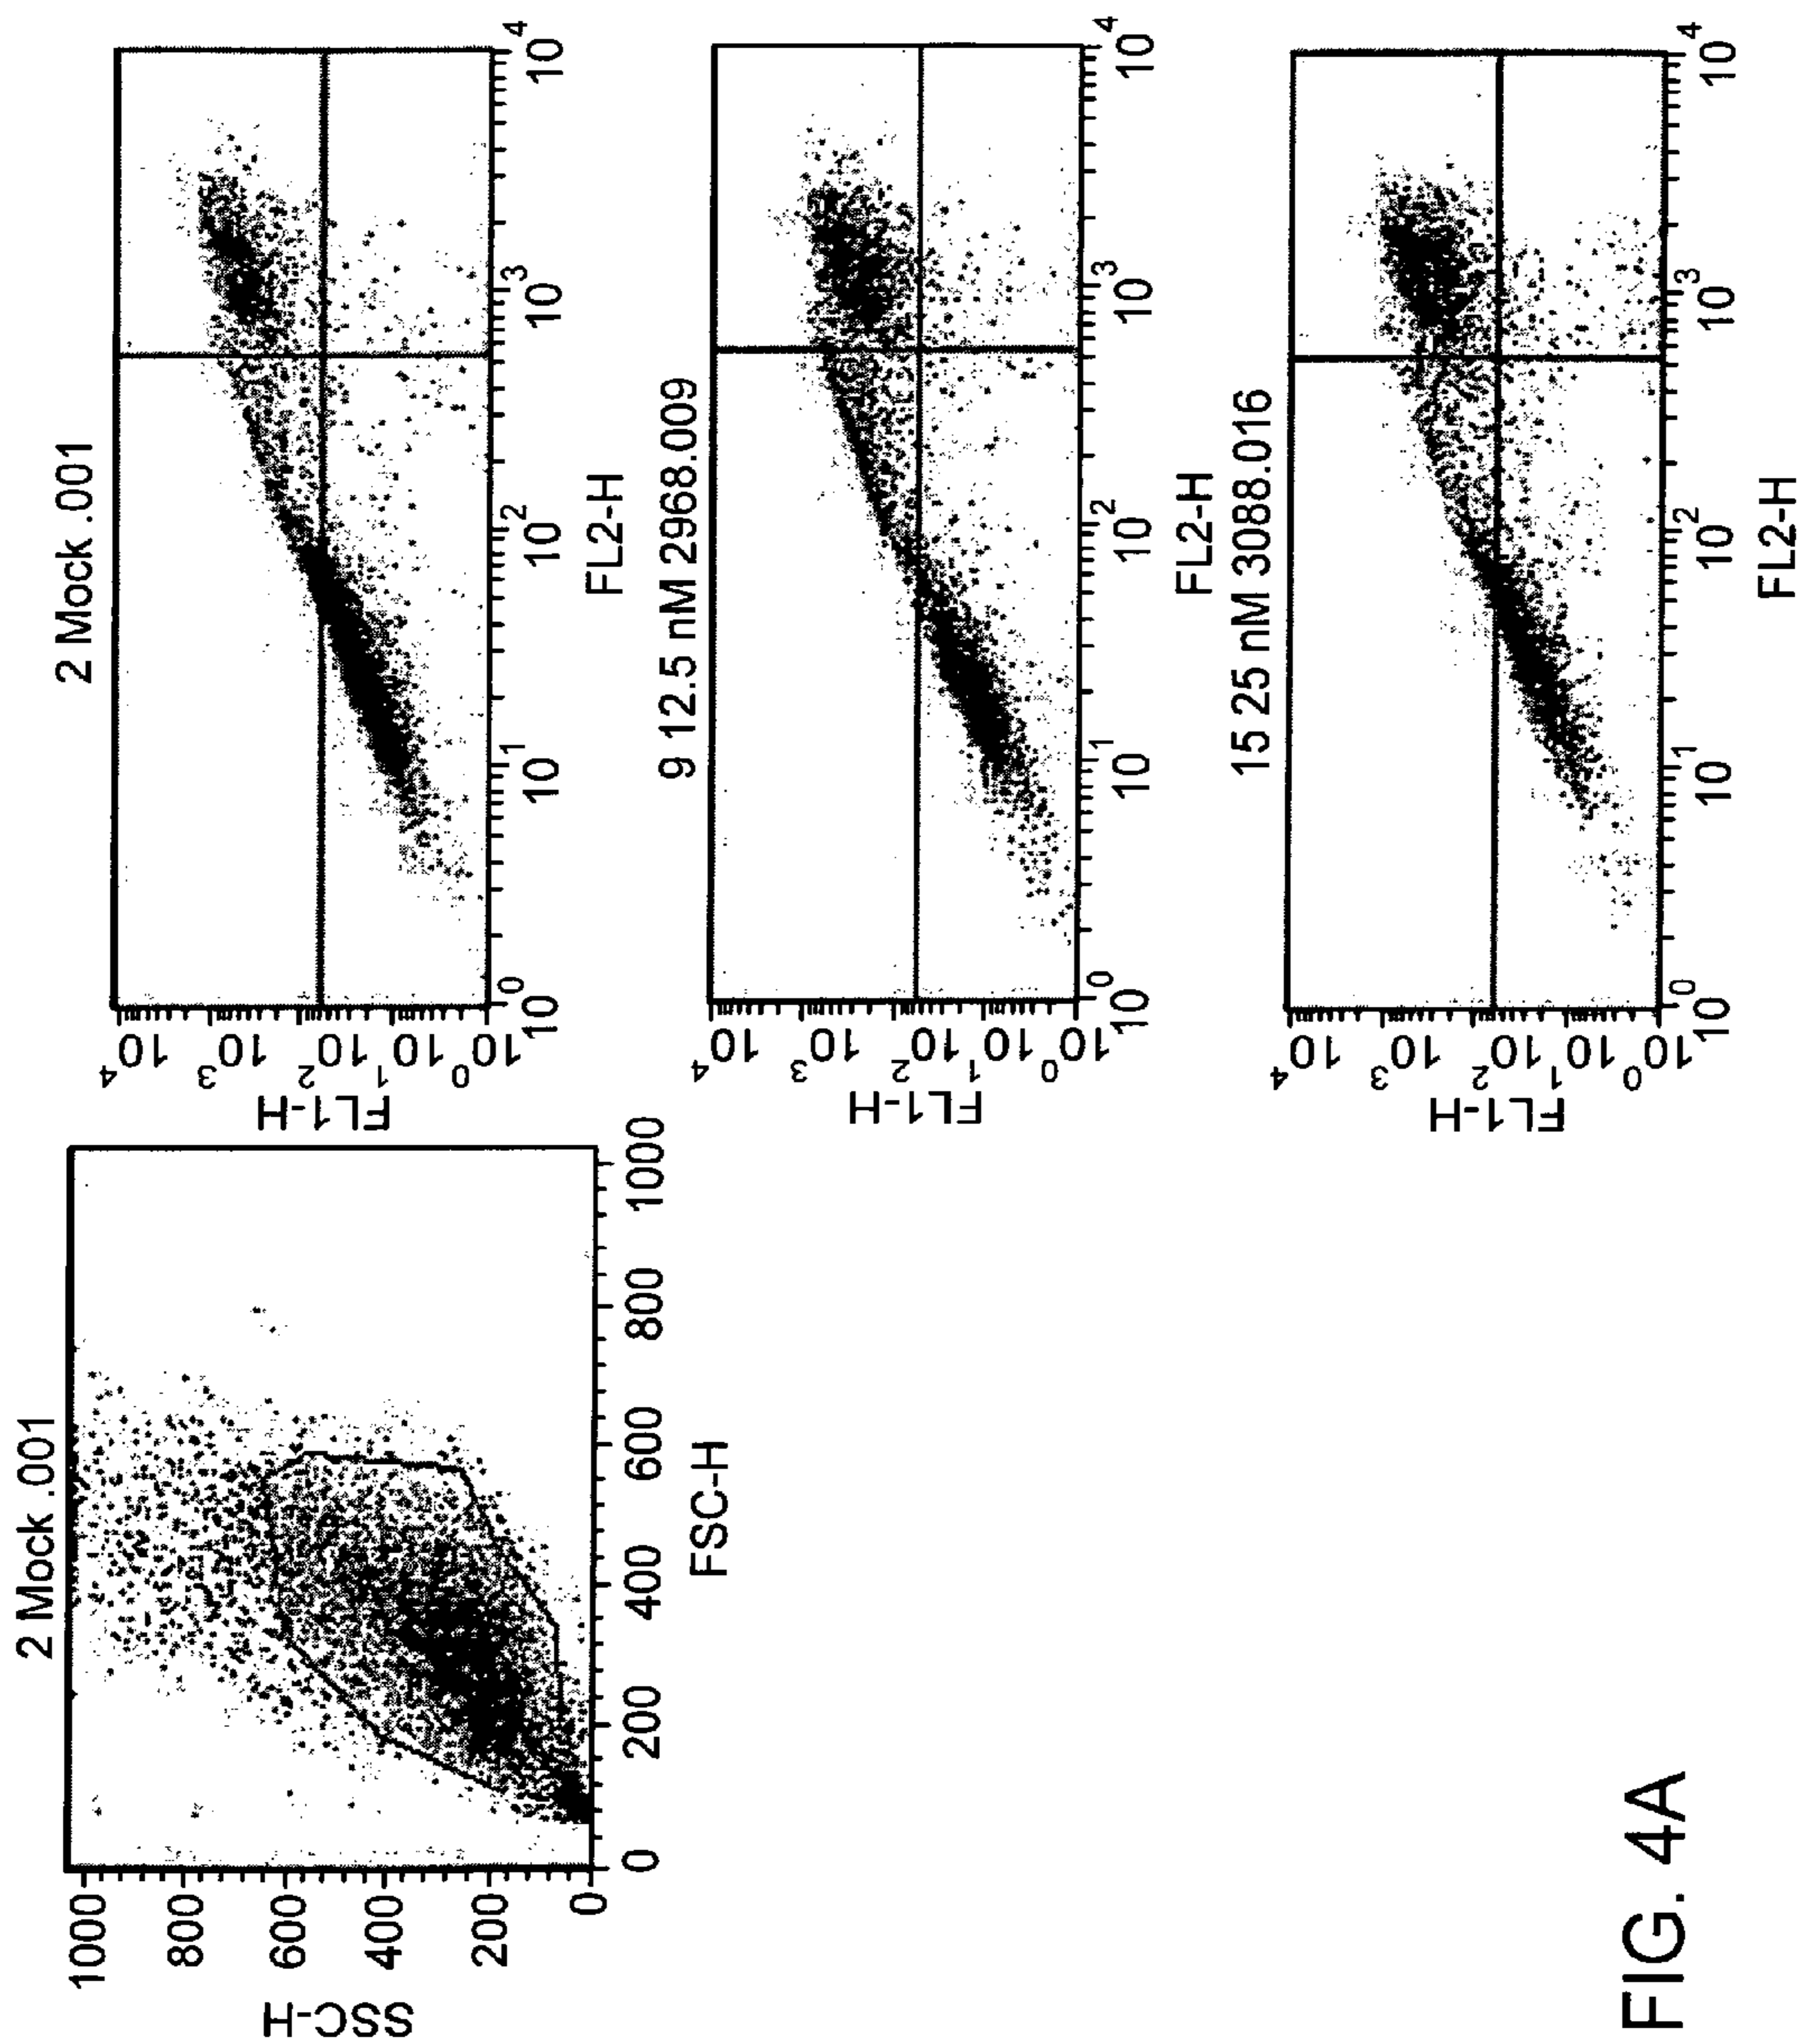 2 Mock .001
SSC-H
1000
800
600
400
200
0
0 200 400 600 800 1000
FSC-H
2 Mock .001
FL1-H
10^4
10^3
10^2
10^1
10^0
10^0 10^1 10^2 10^3 10^4
FL2-H
9 12.5 nM 2968.009
FL1-H
10^4
10^3
10^2
10^1
10^0
10^0 10^1 10^2 10^3 10^4
FL2-H
15 25 nM 3088.016
FL1-H
10^4
10^3
10^2
10^1
10^0
10^0 10^1 10^2 10^3 10^4
FL2-H
FIG. 4A